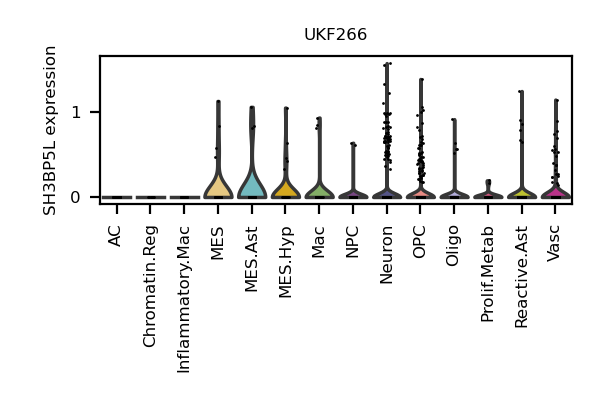 UKF266
SH3BP5L expression
1
0
AC
Chromatin.Reg
Inflammatory.Mac
MES
MES.Ast
MES.Hyp
Mac
NPC
Neuron
OPC
Oligo
Prolif.Metab
Reactive.Ast
Vasc